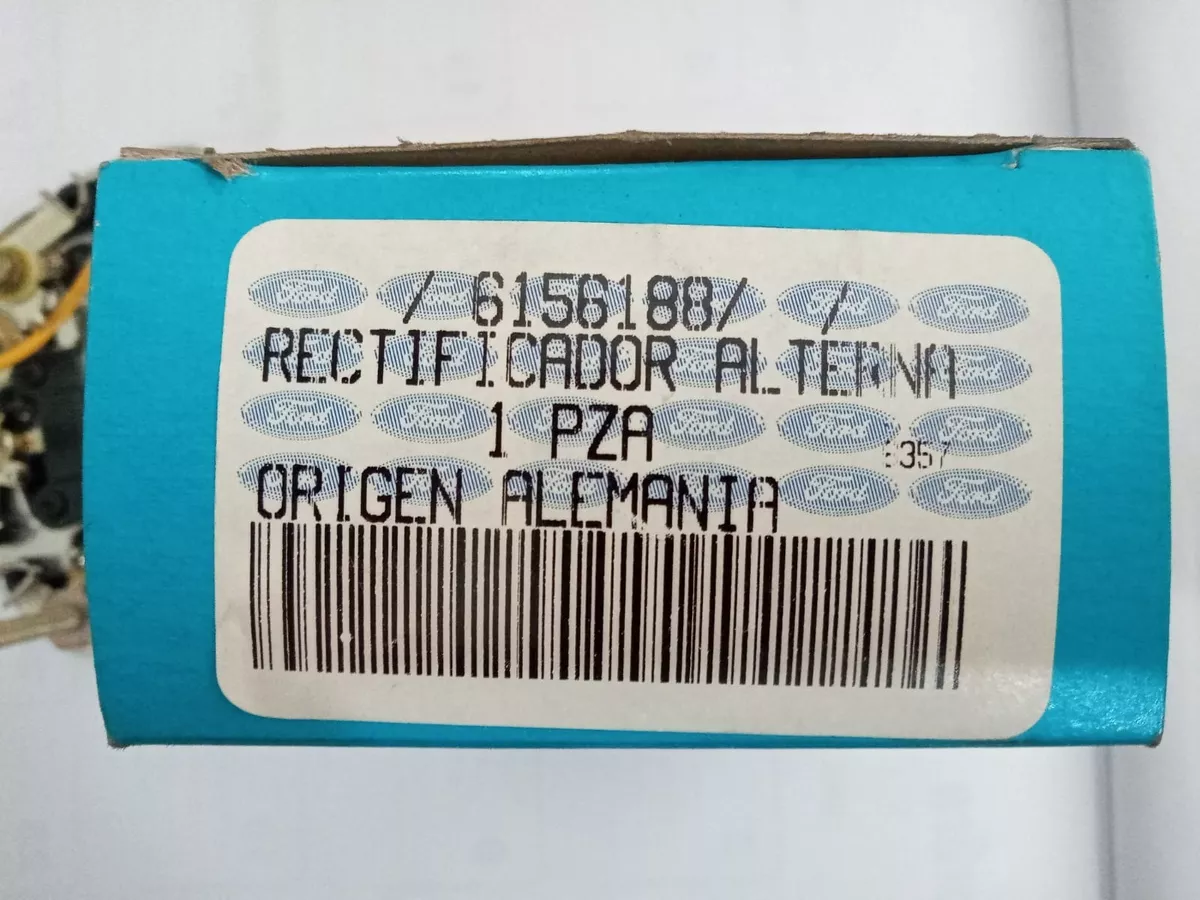 / 6156188/ /
RECTIFICADOR ALTERNA
1 PZA
ORIGEN ALEMANIA